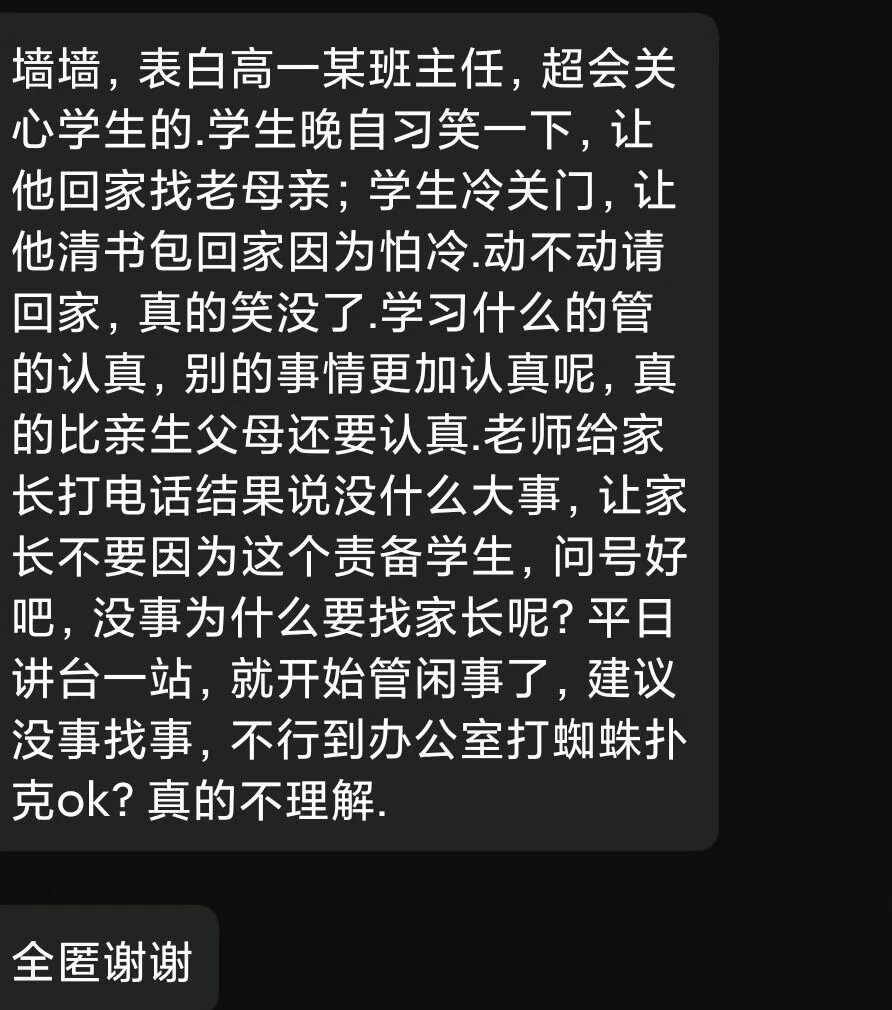 墙墙，表白高一某班主任，超会关
心学生的.学生晚自习笑一下，让
他回家找老母亲；学生冷关门，让
他清书包回家因为怕冷.动不动请
回家，真的笑没了.学习什么的管
的认真，别的事情更加认真呢，真
的比亲生父母还要认真.老师给家
长打电话结果说没什么大事，让家
长不要因为这个责备学生，问号好
吧，没事为什么要找家长呢？平日
讲台一站，就开始管闲事了，建议
没事找事，不行到办公室打蜘蛛扑
克ok？真的不理解.
全匿谢谢